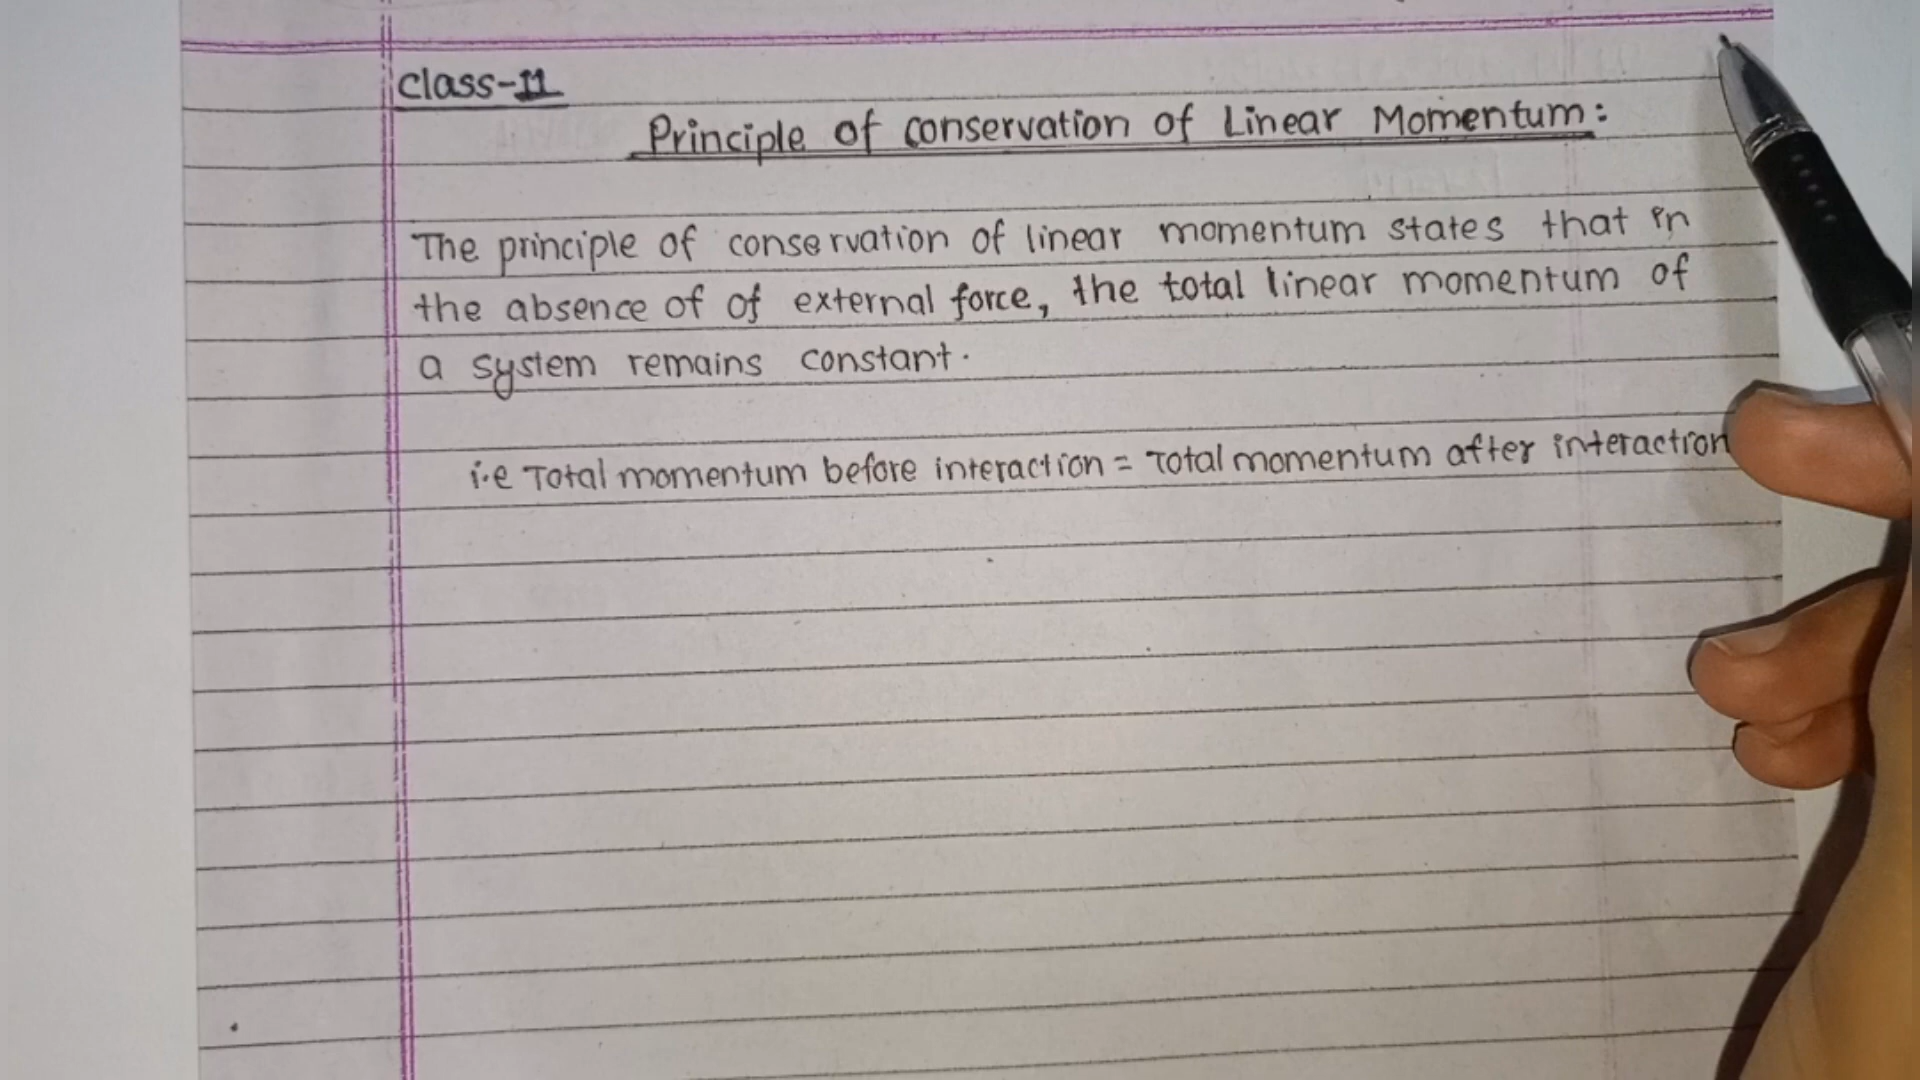 class-11
Principle of conservation of Linear Momentum:
The principle of conservation of linear momentum states that in
the absence of of external force, the total linear momentum of
a system remains constant.
i.e Total momentum before interaction = Total momentum after interaction